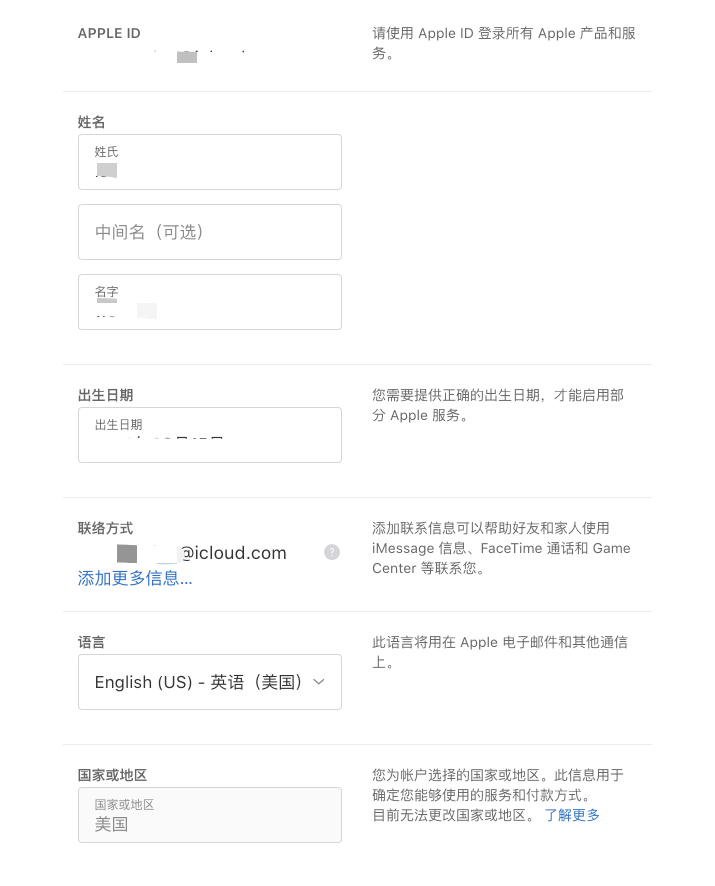 APPLE ID
请使用 Apple ID 登录所有 Apple 产品和服
务。
姓名
姓氏
中间名（可选）
名字
出生日期
您需要提供正确的出生日期，才能启用部
分 Apple 服务。
出生日期
联络方式
添加联系信息可以帮助好友和家人使用
iMessage 信息、FaceTime 通话和 Game
Center 等联系您。
@icloud.com
?
添加更多信息...
语言
此语言将用在 Apple 电子邮件和其他通信
上。
English (US) - 英语（美国）
国家或地区
您为帐户选择的国家或地区。此信息用于
确定您能够使用的服务和付款方式。
目前无法更改国家或地区。 了解更多
国家或地区
美国